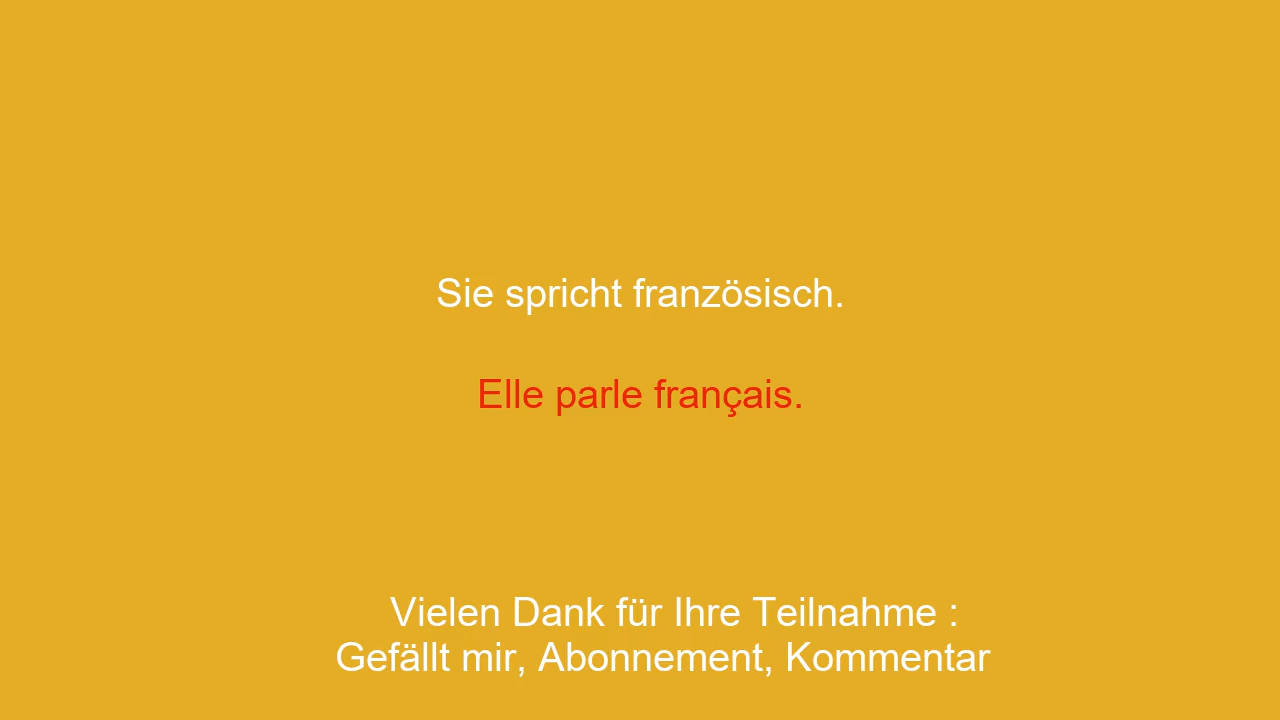 Sie spricht französisch.
Elle parle français.
Vielen Dank für Ihre Teilnahme :
Gefällt mir, Abonnement, Kommentar